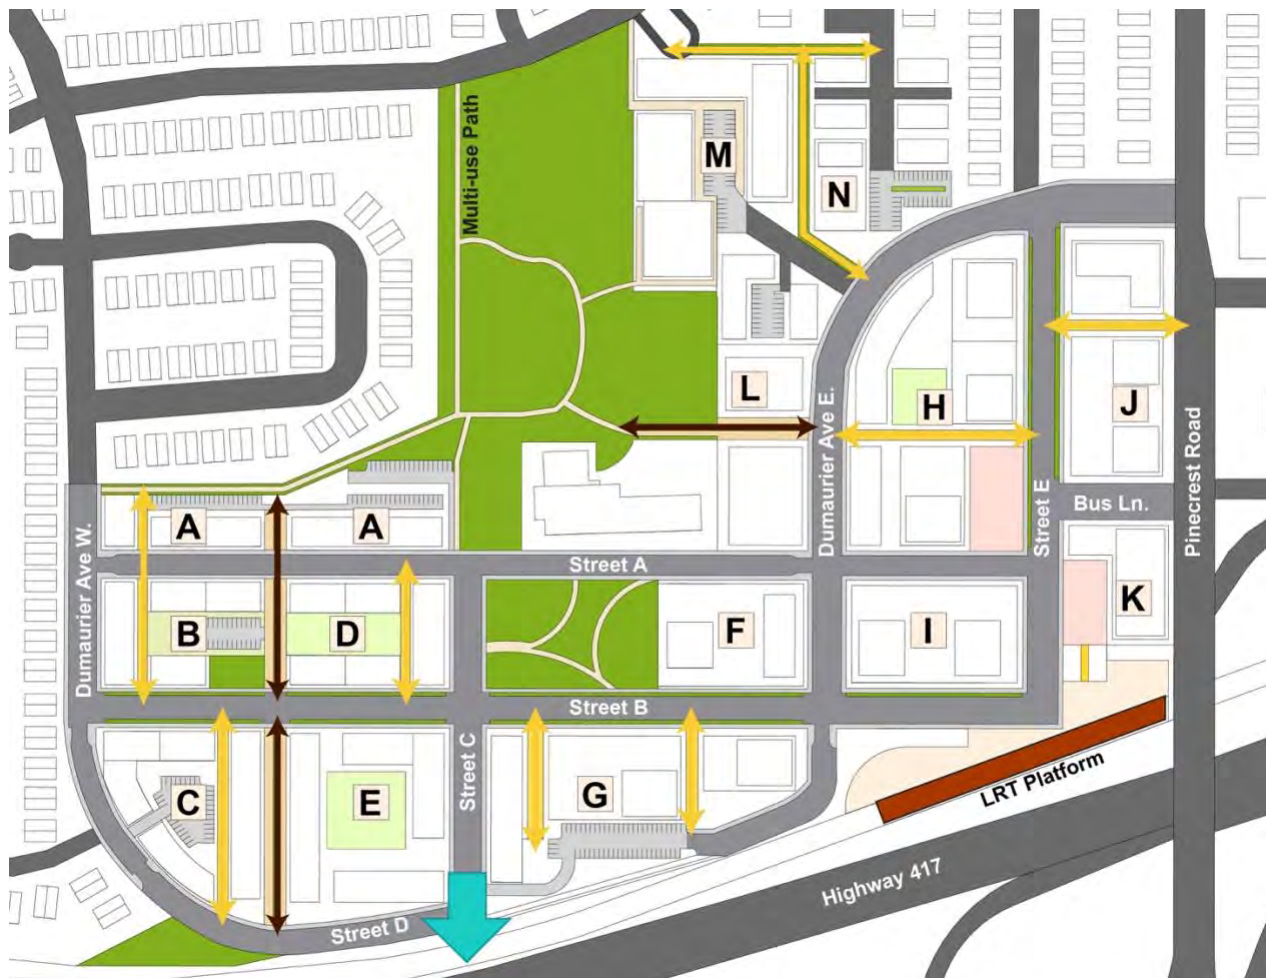 Multi-use Path
M
N
L
H
J
Dumaurier Ave E.
Pinecrest Road
Street E
Bus Ln.
A
A
Dumaurier Ave W.
Street A
B
D
F
I
K
Street B
Street C
C
E
G
LRT Platform
Highway 417
Street D